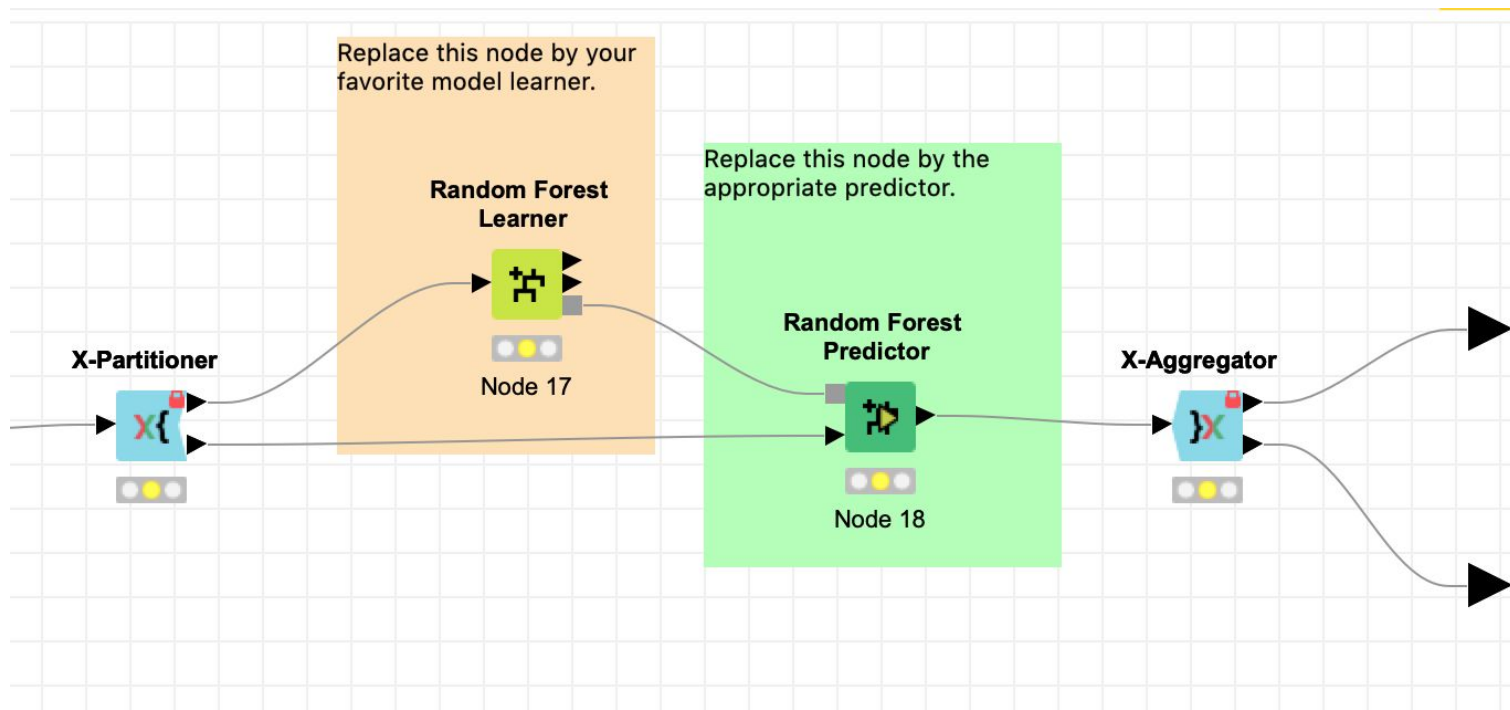 Replace this node by your
favorite model learner.
Replace this node by the
appropriate predictor.
Random Forest
Learner
Node 17
Random Forest
Predictor
Node 18
X-Partitioner
X{
X-Aggregator
}X